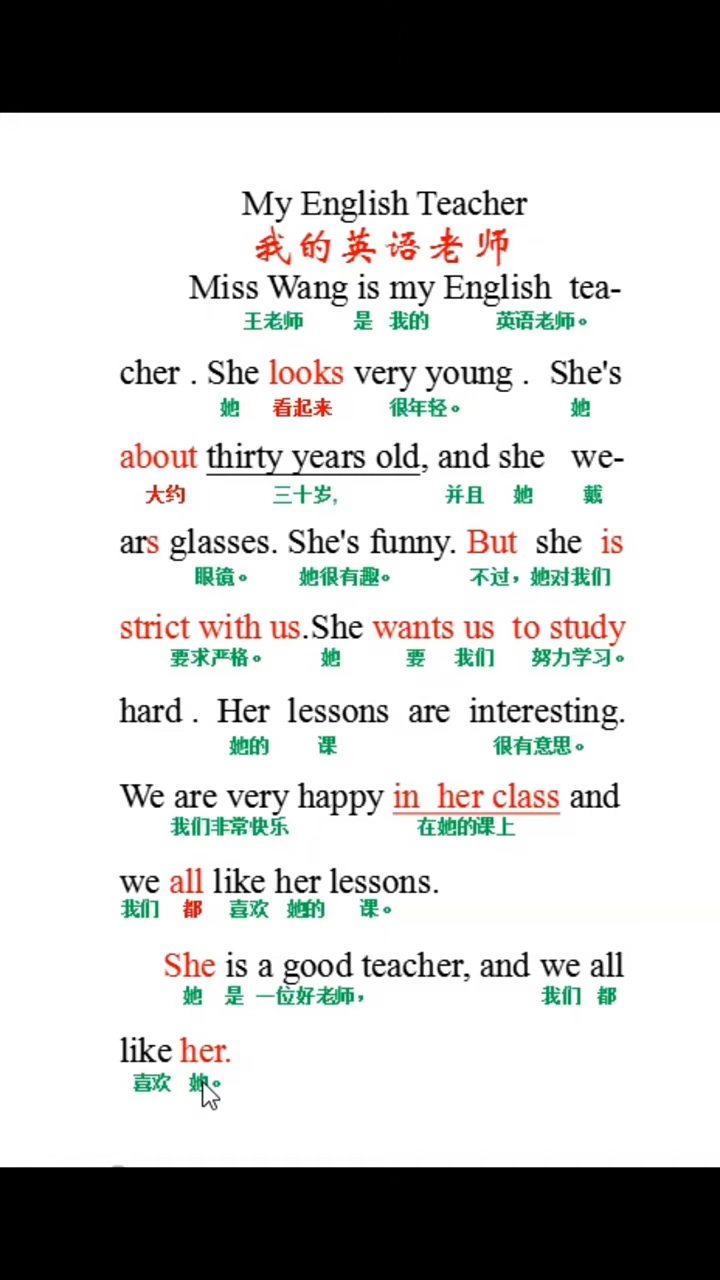 My English Teacher
我的英语老师
Miss Wang is my English tea-
王老师 是 我的 英语老师。
cher . She looks very young . She's
她 看起来 很年轻。 她
about thirty years old, and she we-
大约 三十岁, 并且 她 戴
ars glasses. She's funny. But she is
眼镜。 她很有趣。 不过，她对我们
strict with us.She wants us to study
要求严格。 她 要 我们 努力学习。
hard . Her lessons are interesting.
她的 课 很有意思。
We are very happy in her class and
我们非常快乐 在她的课上
we all like her lessons.
我们 都 喜欢 她的 课。
She is a good teacher, and we all
她 是 一位好老师， 我们 都
like her.
喜欢 她。